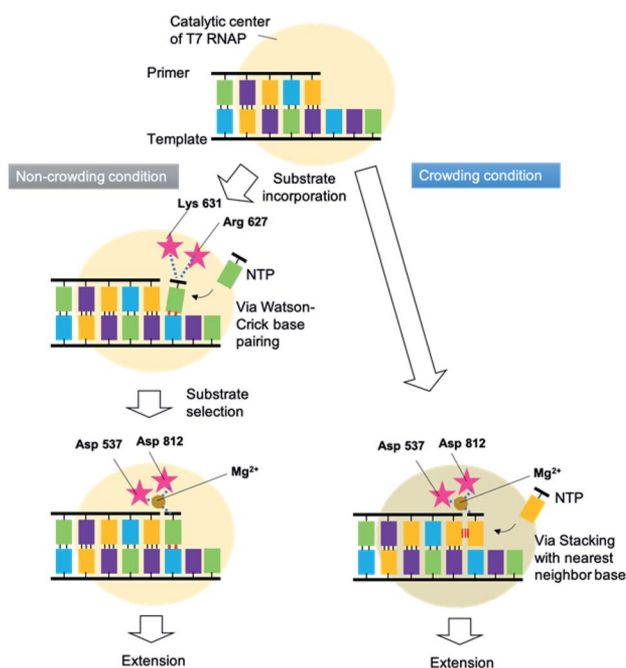 Catalytic center
of T7 RNAP
Primer
Template
Non-crowding condition
Substrate
incorporation
Crowding condition
Lys 631
Arg 627
NTP
Via Watson-
Crick base
pairing
Substrate
selection
Asp 537
Asp 812
Mg²⁺
Asp 537
Asp 812
Mg²⁺
NTP
Via Stacking
with nearest
neighbor base
Extension
Extension